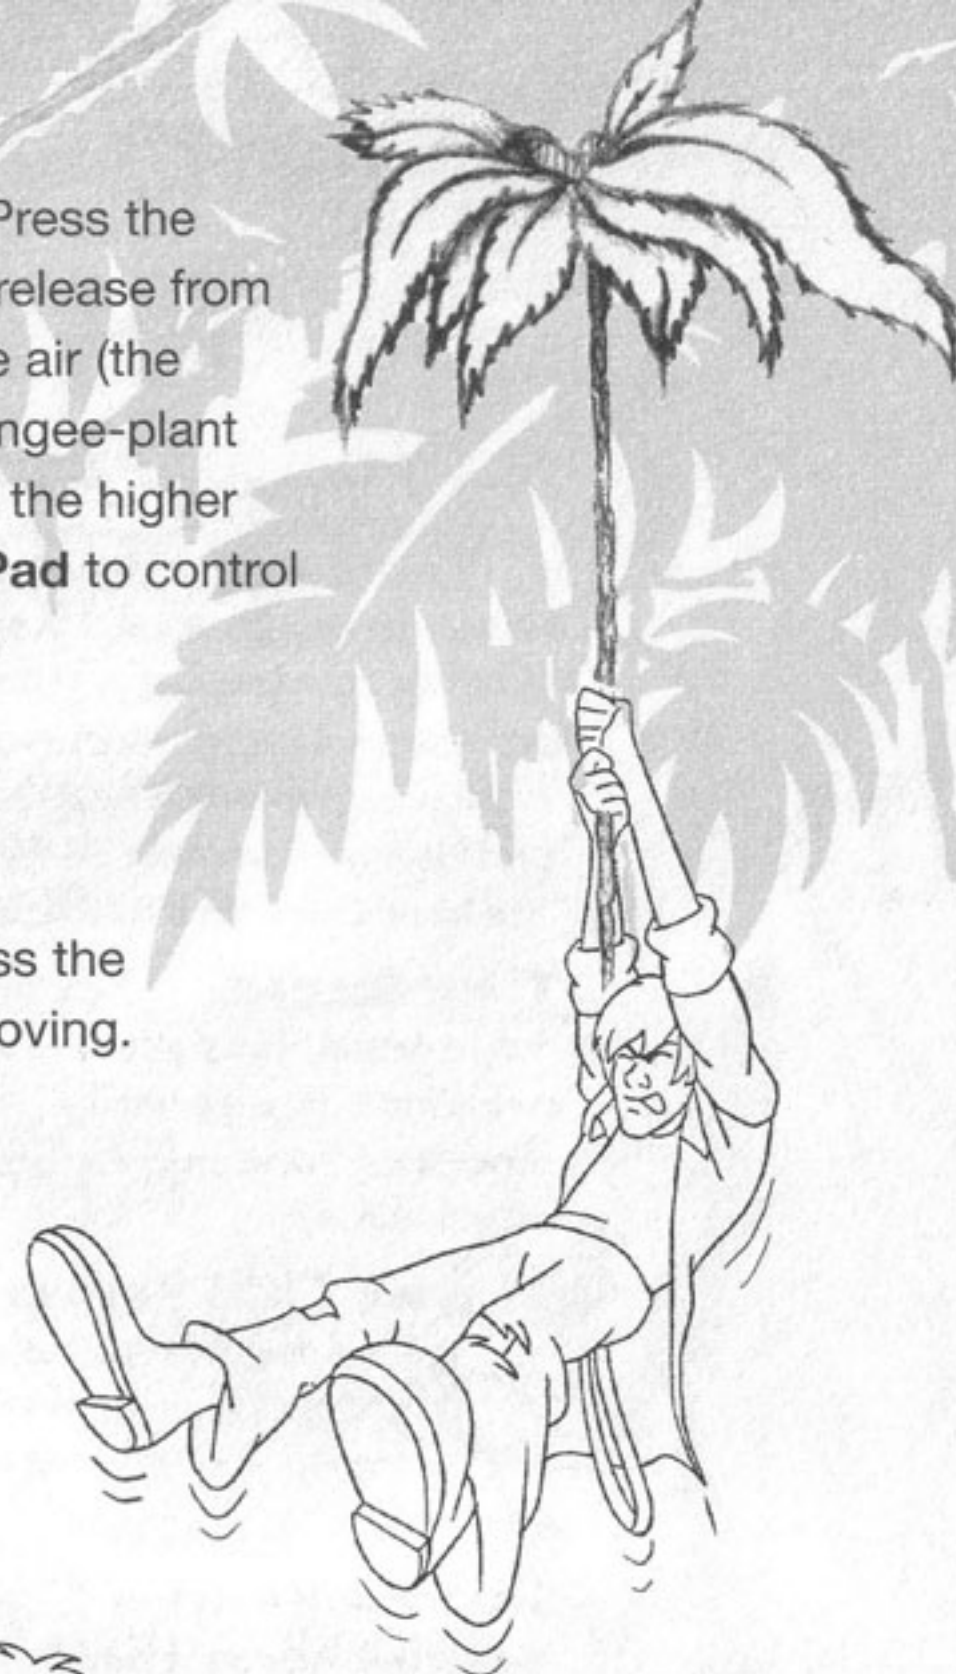 Press the
release from
e air (the
ngee-plant
the higher
Pad to control
ss the
oving.